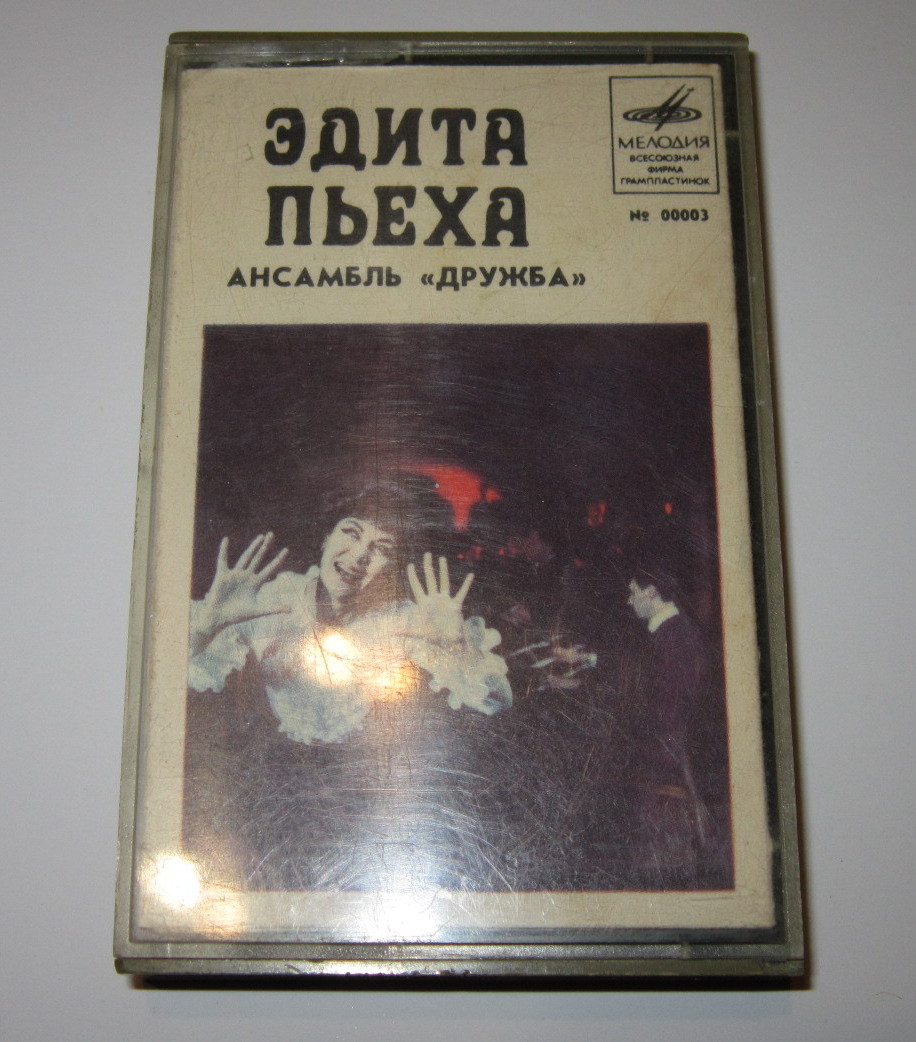 ЭДИТА
ПЬЕХА
АНСАМБЛЬ «ДРУЖБА»
МЕЛОДИЯ
ВСЕСОЮЗНАЯ
ФИРМА
ГРАМПЛАСТИНОК
№ 00003